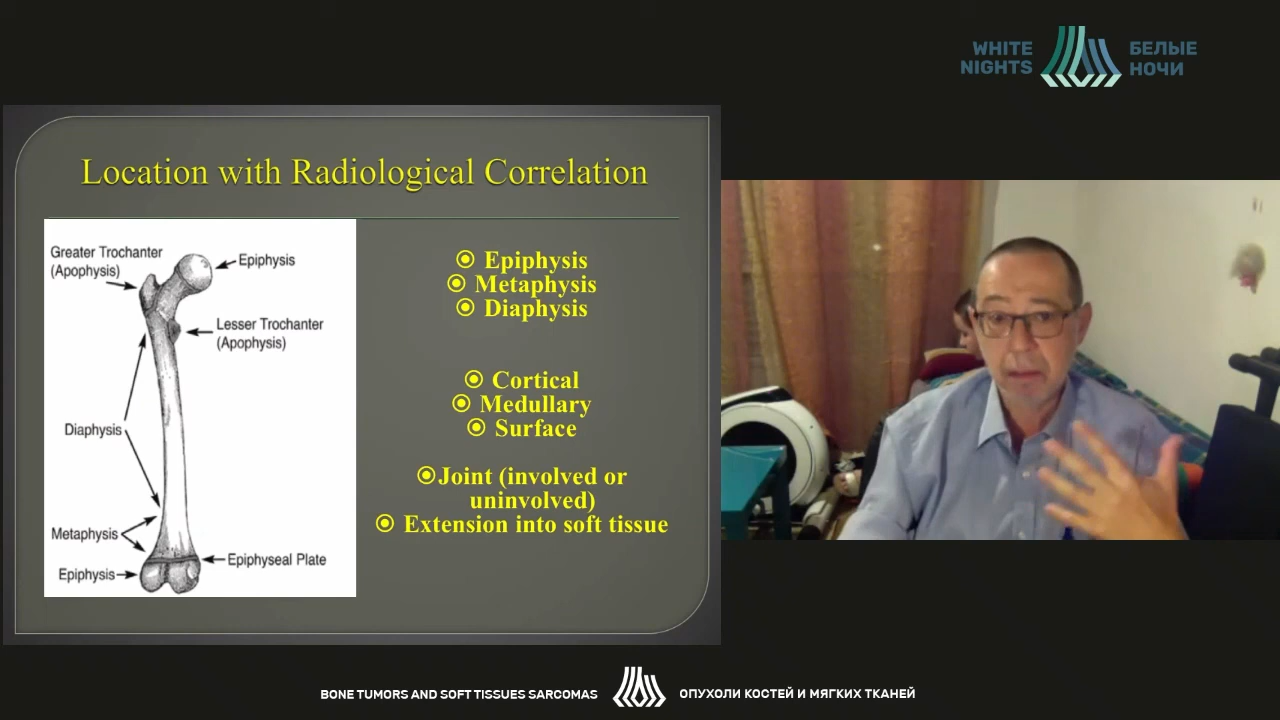 WHITE
NIGHTS
БЕЛЫЕ
НОЧИ
Location with Radiological Correlation
Greater Trochanter
(Apophysis)
Epiphysis
Lesser Trochanter
(Apophysis)
Diaphysis
Metaphysis
Epiphyseal Plate
Epiphysis
Epiphysis
Metaphysis
Diaphysis
Cortical
Medullary
Surface
Joint (involved or
uninvolved)
Extension into soft tissue
BONE TUMORS AND SOFT TISSUES SARCOMAS
ОПУХОЛИ КОСТЕЙ И МЯГКИХ ТКАНЕЙ